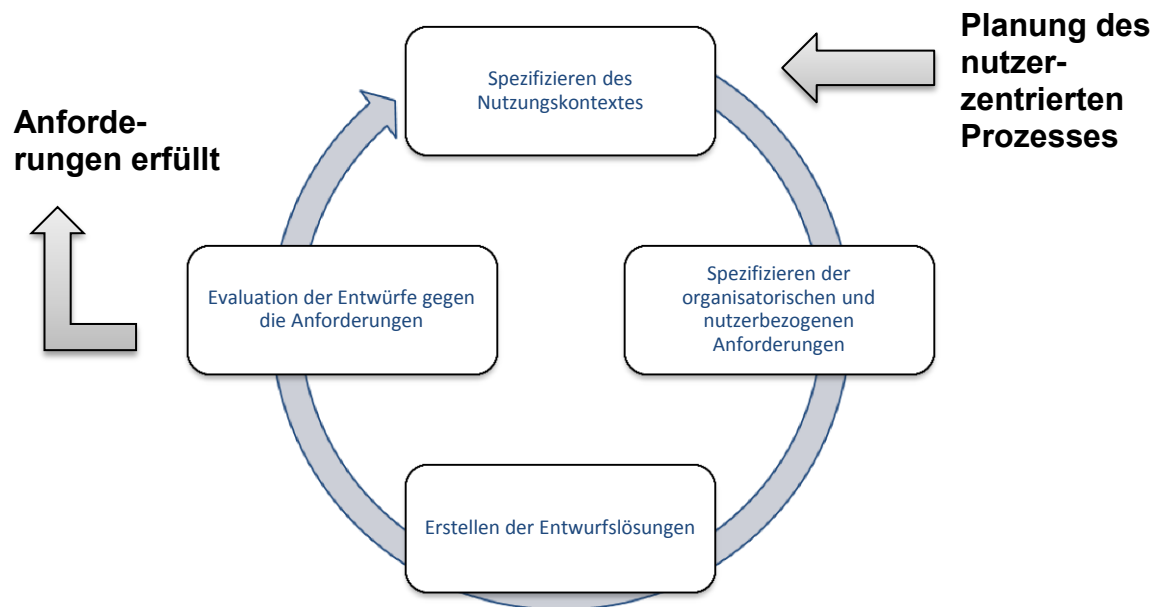 Planung des
nutzer-
zentrierten
Prozesses
Spezifizieren des
Nutzungskontextes
Anforde-
rungen erfüllt
Spezifizieren der
organisatorischen und
nutzerbezogenen
Anforderungen
Evaluation der Entwürfe gegen
die Anforderungen
Erstellen der Entwurfslösungen